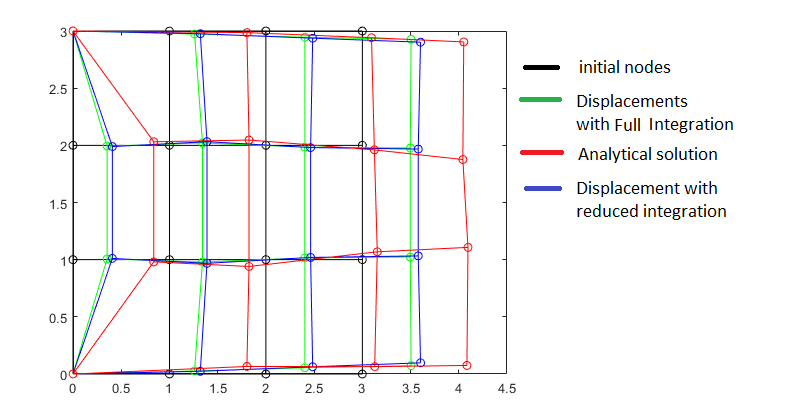 3
2.5
2
1.5
1
0.5
0
0
0.5
1
1.5
2
2.5
3
3.5
4
4.5
initial nodes
Displacements
with Full Integration
Analytical solution
Displacement with
reduced integration